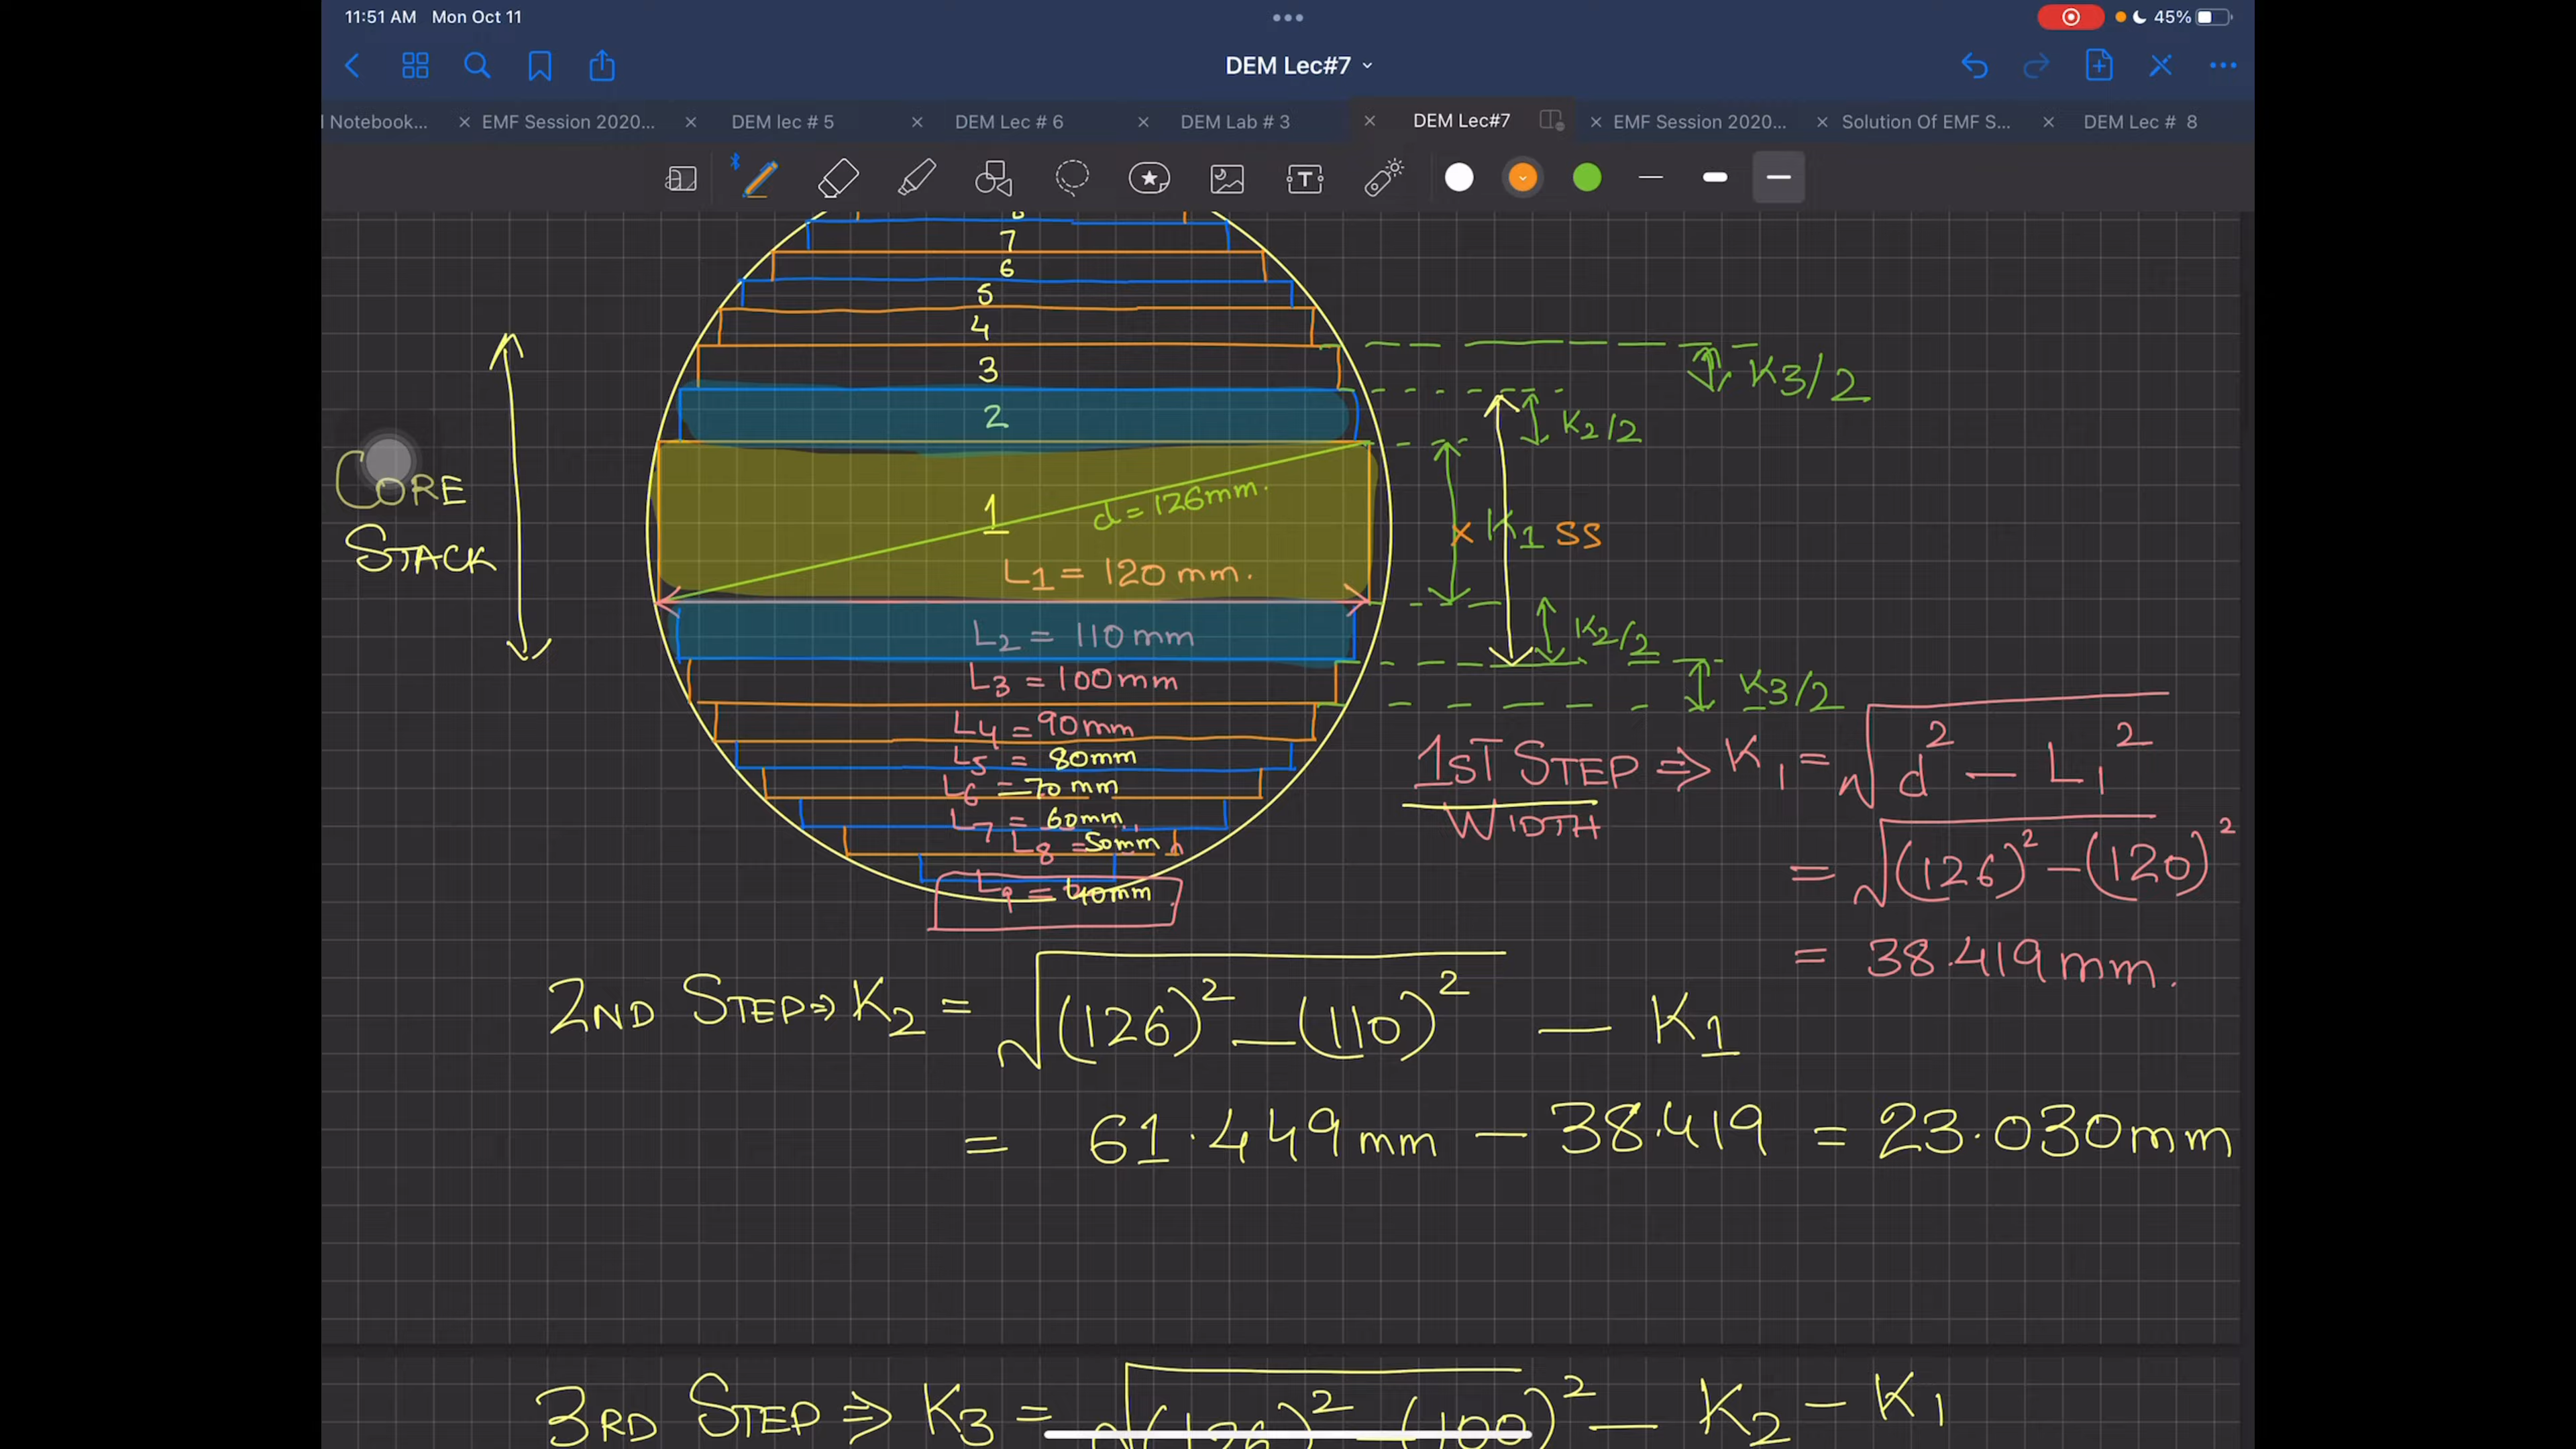 11:51 AM Mon Oct 11
45%
DEM Lec#7
l Notebook...
EMF Session 2020...
DEM lec # 5
DEM Lec # 6
DEM Lab # 3
DEM Lec#7
EMF Session 2020...
Solution Of EMF S...
DEM Lec # 8
7
6
5
4
3
K3/2
2
K2/2
CORE
STACK
1
d = 126mm.
x K1 SS
L1 = 120 mm.
L2 = 110 mm
K2/2
L3 = 100mm
K3/2
L4 = 90mm
L5 = 80mm
L6 = 70 mm
L7 = 60mm
L8 = 50mm
L9 = 40mm
1ST STEP ⇒ K1 = √d² — L1²
WIDTH
= √(126)² — (120)²
= 38.419 mm.
2ND STEP ⇒ K2 = √(126)² — (110)² — K1
= 61.449 mm — 38.419 = 23.030mm
3RD STEP ⇒ K3 = √(126)² — (100)² — K2 — K1